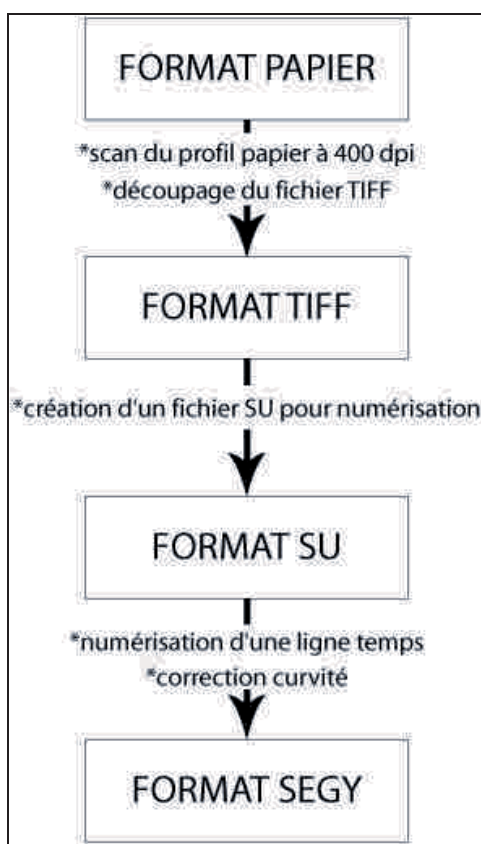 FORMAT PAPIER
*scan du profil papier à 400 dpi
*découpage du fichier TIFF
FORMAT TIFF
*création d'un fichier SU pour numérisation
FORMAT SU
*numérisation d'une ligne temps
*correction curvité
FORMAT SEGY